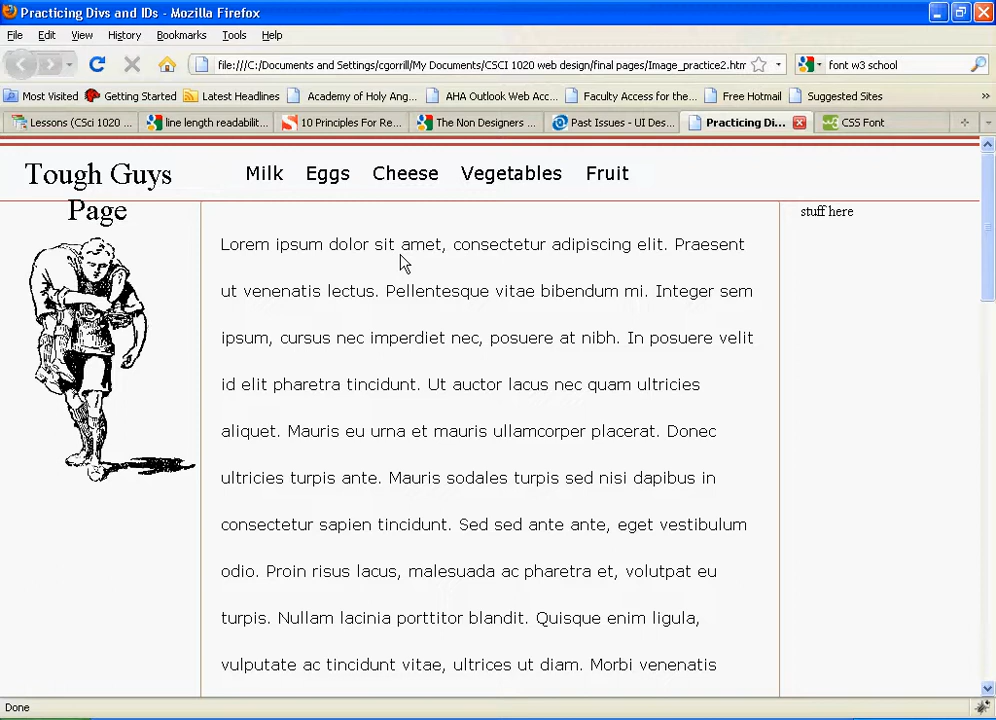 Practicing Divs and IDs - Mozilla Firefox
File Edit View History Bookmarks Tools Help
file:///C:/Documents and Settings/cgorrill/My Documents/CSCI 1020 web design/final pages/Image_practice2.htm
font w3 school
Most Visited Getting Started Latest Headlines Academy of Holy Ang... AHA Outlook Web Acc... Faculty Access for the... Free Hotmail Suggested Sites »
Lessons (CSci 1020 ... line length readabilit... 10 Principles For Re... The Non Designers ... Past Issues - UI Des... Practicing Di... CSS Font
Tough Guys
Page
Milk Eggs Cheese Vegetables Fruit
stuff here
Lorem ipsum dolor sit amet, consectetur adipiscing elit. Praesent
ut venenatis lectus. Pellentesque vitae bibendum mi. Integer sem
ipsum, cursus nec imperdiet nec, posuere at nibh. In posuere velit
id elit pharetra tincidunt. Ut auctor lacus nec quam ultricies
aliquet. Mauris eu urna et mauris ullamcorper placerat. Donec
ultricies turpis ante. Mauris sodales turpis sed nisi dapibus in
consectetur sapien tincidunt. Sed sed ante ante, eget vestibulum
odio. Proin risus lacus, malesuada ac pharetra et, volutpat eu
turpis. Nullam lacinia porttitor blandit. Quisque enim ligula,
vulputate ac tincidunt vitae, ultrices ut diam. Morbi venenatis
Done